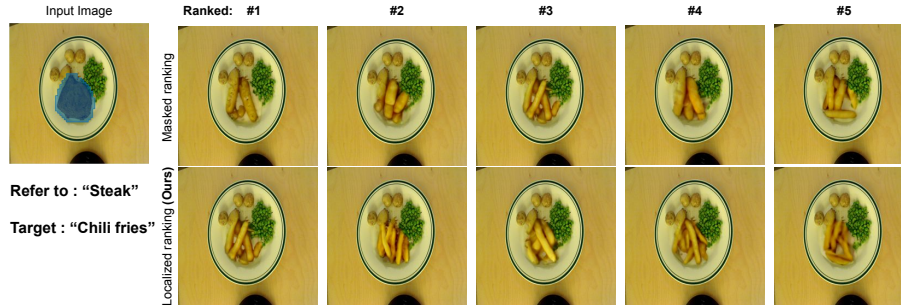 Input Image
Ranked: #1 #2 #3 #4 #5
Masked ranking
Localized ranking (Ours)
Refer to : “Steak”
Target : “Chili fries”